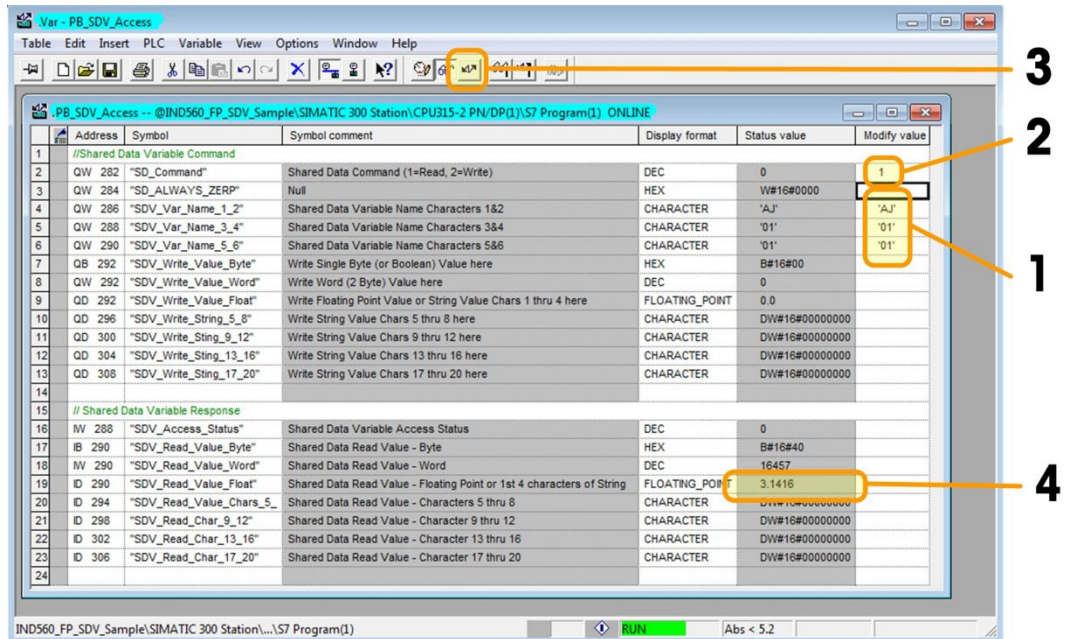 .Var - PB_SDV_Access
Table Edit Insert PLC Variable View Options Window Help
3
.PB_SDV_Access -- @IND560_FP_SDV_Sample\SIMATIC 300 Station\CPU315-2 PN/DP(1)\S7 Program(1) ONLINE
Address Symbol Symbol comment Display format Status value Modify value
2
1 //Shared Data Variable Command
2 QW 282 "SD_Command" Shared Data Command (1=Read, 2=Write) DEC 0 1
3 QW 284 "SD_ALWAYS_ZERP" Null HEX W#16#0000
4 QW 286 "SDV_Var_Name_1_2" Shared Data Variable Name Characters 1&2 CHARACTER 'AJ' 'AJ'
5 QW 288 "SDV_Var_Name_3_4" Shared Data Variable Name Characters 3&4 CHARACTER '01' '01'
6 QW 290 "SDV_Var_Name_5_6" Shared Data Variable Name Characters 5&6 CHARACTER '01' '01'
1
7 QB 292 "SDV_Write_Value_Byte" Write Single Byte (or Boolean) Value here HEX B#16#00
8 QW 292 "SDV_Write_Value_Word" Write Word (2 Byte) Value here DEC 0
9 QD 292 "SDV_Write_Value_Float" Write Floating Point Value or String Value Chars 1 thru 4 here FLOATING_POINT 0.0
10 QD 296 "SDV_Write_String_5_8" Write String Value Chars 5 thru 8 here CHARACTER DW#16#00000000
11 QD 300 "SDV_Write_Sting_9_12" Write String Value Chars 9 thru 12 here CHARACTER DW#16#00000000
12 QD 304 "SDV_Write_Sting_13_16" Write String Value Chars 13 thru 16 here CHARACTER DW#16#00000000
13 QD 308 "SDV_Write_Sting_17_20" Write String Value Chars 17 thru 20 here CHARACTER DW#16#00000000
14
15 // Shared Data Variable Response
16 IW 288 "SDV_Access_Status" Shared Data Variable Access Status DEC 0
17 IB 290 "SDV_Read_Value_Byte" Shared Data Read Value - Byte HEX B#16#40
18 IW 290 "SDV_Read_Value_Word" Shared Data Read Value - Word DEC 16457
19 ID 290 "SDV_Read_Value_Float" Shared Data Read Value - Floating Point or 1st 4 characters of String FLOATING_POINT 3.1416
4
20 ID 294 "SDV_Read_Value_Chars_5_ Shared Data Read Value - Characters 5 thru 8 CHARACTER DW#16#00000000
21 ID 298 "SDV_Read_Char_9_12" Shared Data Read Value - Character 9 thru 12 CHARACTER DW#16#00000000
22 ID 302 "SDV_Read_Char_13_16" Shared Data Read Value - Character 13 thru 16 CHARACTER DW#16#00000000
23 ID 306 "SDV_Read_Char_17_20" Shared Data Read Value - Character 17 thru 20 CHARACTER DW#16#00000000
24
IND560_FP_SDV_Sample\SIMATIC 300 Station\...\S7 Program(1) RUN Abs < 5.2